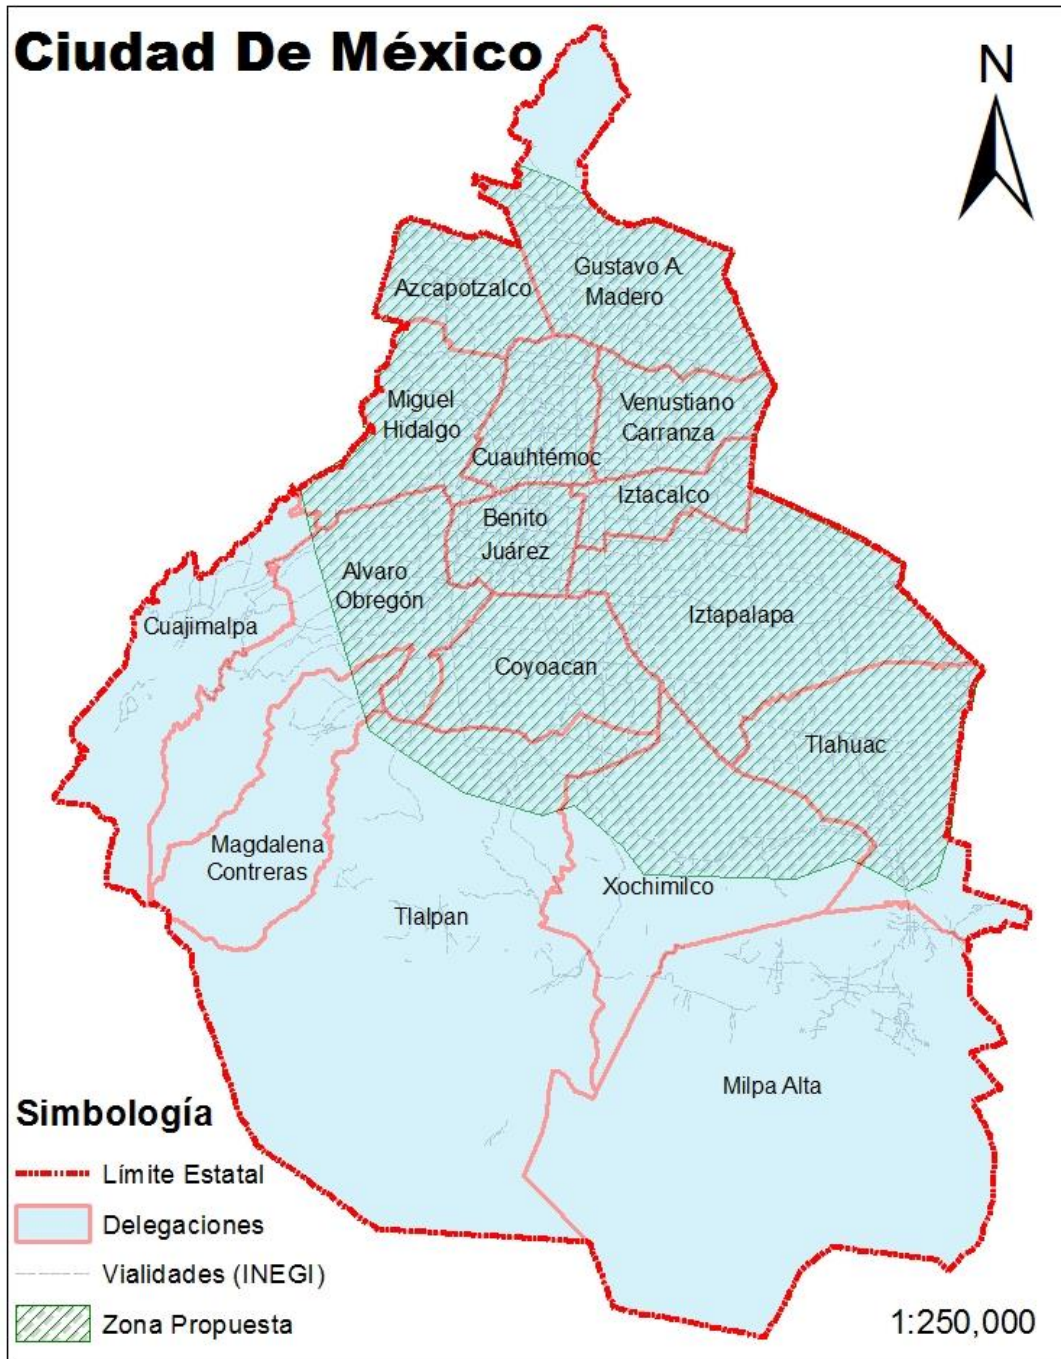 Ciudad De México
N
Gustavo A.
Madero
Azcapotzalco
Miguel
Hidalgo
Venustiano
Carranza
Cuauhtémoc
Iztacalco
Benito
Juárez
Alvaro
Obregón
Cuajimalpa
Iztapalapa
Coyoacan
Tlahuac
Magdalena
Contreras
Xochimilco
Tlalpan
Milpa Alta
Simbología
Límite Estatal
Delegaciones
Vialidades (INEGI)
Zona Propuesta
1:250,000